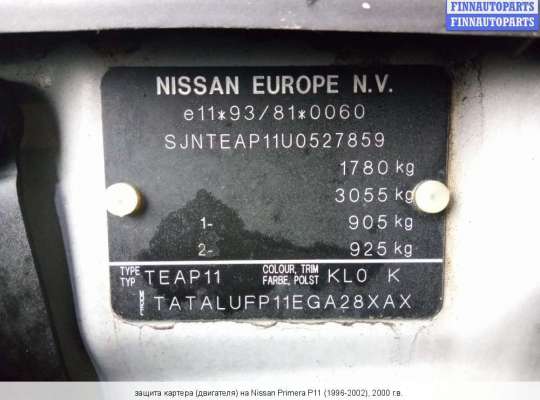 FINNAUTOPARTS
FINNAUTOPARTS
NISSAN EUROPE N.V.
e11*93/81*0060
SJNTEAP11U0527859
1780 kg
3055 kg
1- 905 kg
2- 925 kg
TYPE TYP TEAP11 COLOUR, TRIM FARBE, POLST KL0 K
TATALUFP11EGA28XAX
защита картера (двигателя) на Nissan Primera P11 (1996-2002), 2000 г.в.